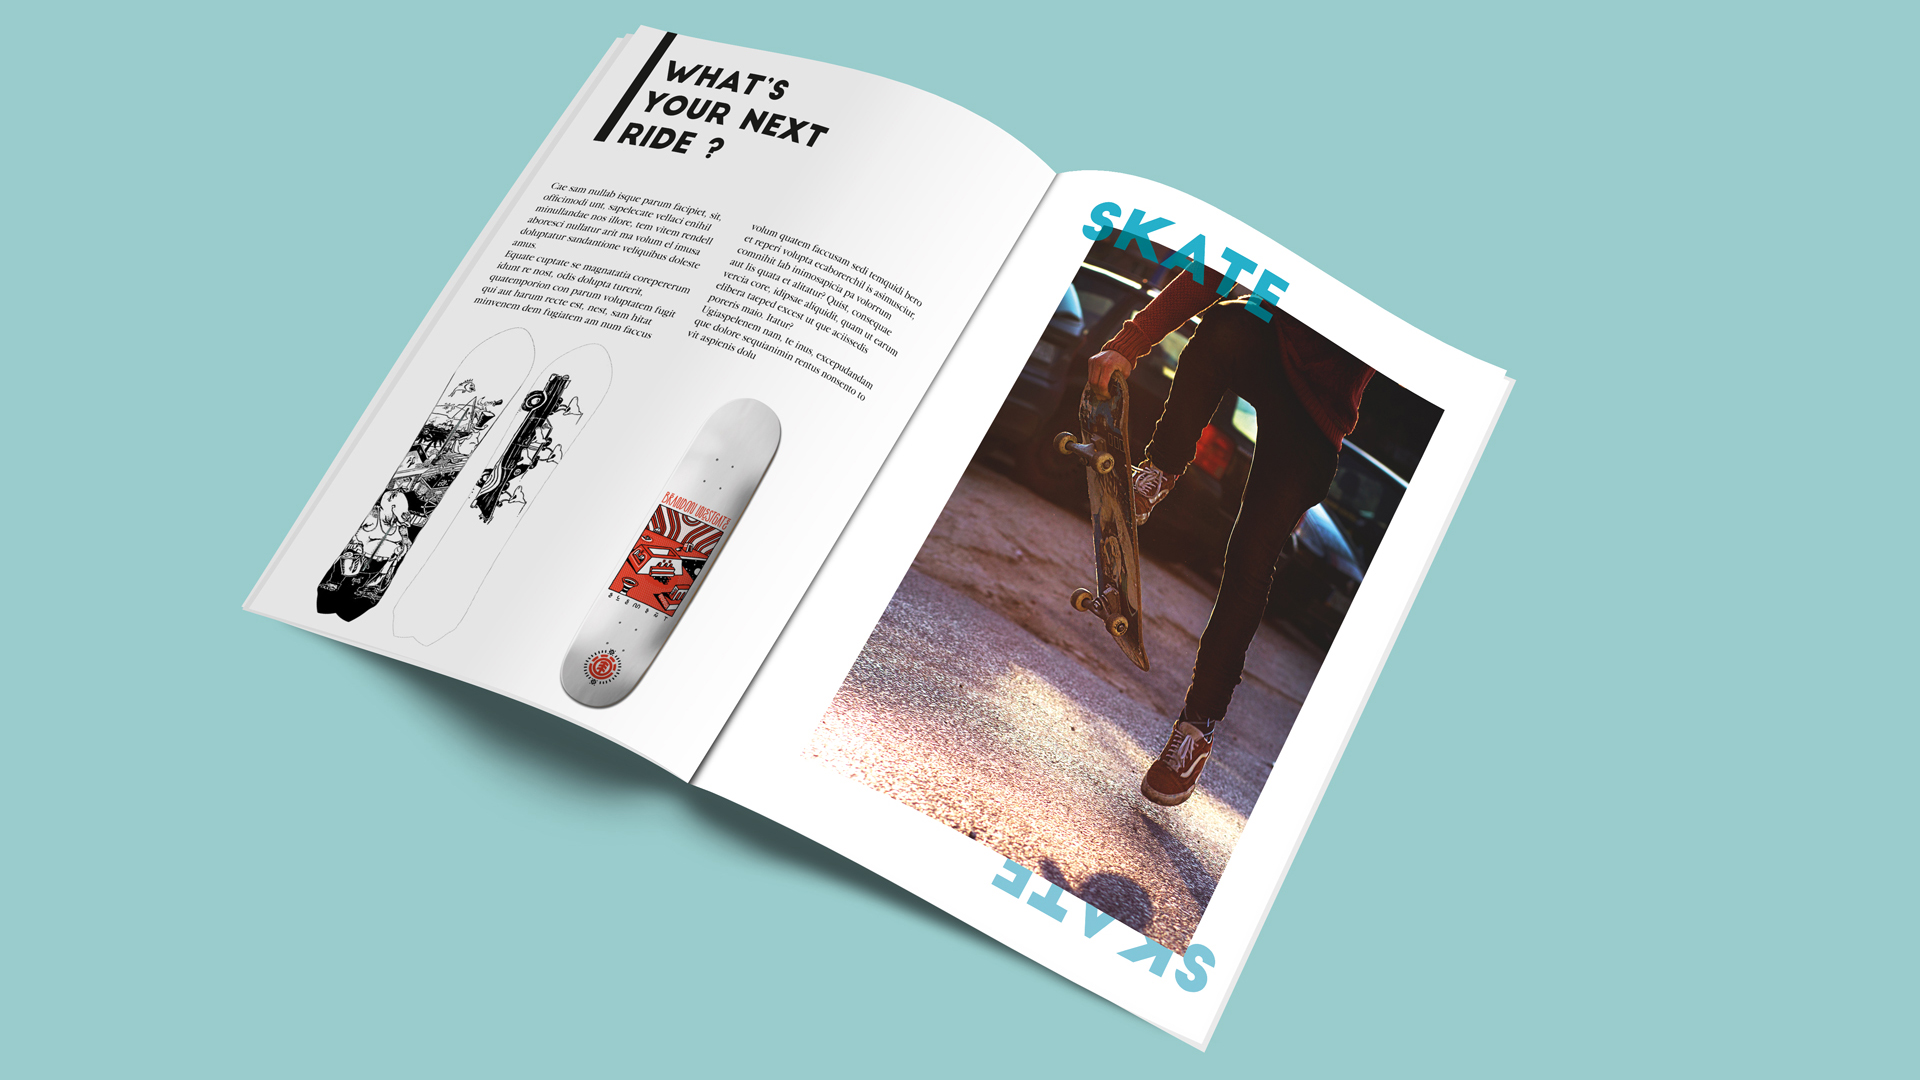 WHAT'S
YOUR NEXT
RIDE ?
Cae sam nullab isque parum facipiet, sit,
officimodi unt, sapelecate vellaci enihil
minullandae nos illore, tem vitem rendell
aboresci nullatur arit ma volum el imusa
doluptatur sandantione veliquibus doleste
amus.
Equate cuptate se magnatatia corepererum
idunt re nost, odis dolupta turerit,
quatemporion con parum voluptatem fugit
qui aut harum recte est, nest, sam hitat
minvenem dem fugiatem am num faccus
volum quatem faccusam sedi temquidi bero
et reperi volupta ecaborerchil is asimusciur,
comnihit lab inimosapicia pa volorrum
aut lis quata et alitatur? Quist, consequae
vercia core, idipsae aliquidit, quam ut earum
elibera taeped excest ut que aciissedis
poreris maio. Itatur?
Ugiaspelenem nam, te inus, excepudandam
que dolore sequianimin rentus nonsento to
vit aspienis dolu
BRANDON WESTGATE
ELEMENT
SKATE
SKATE